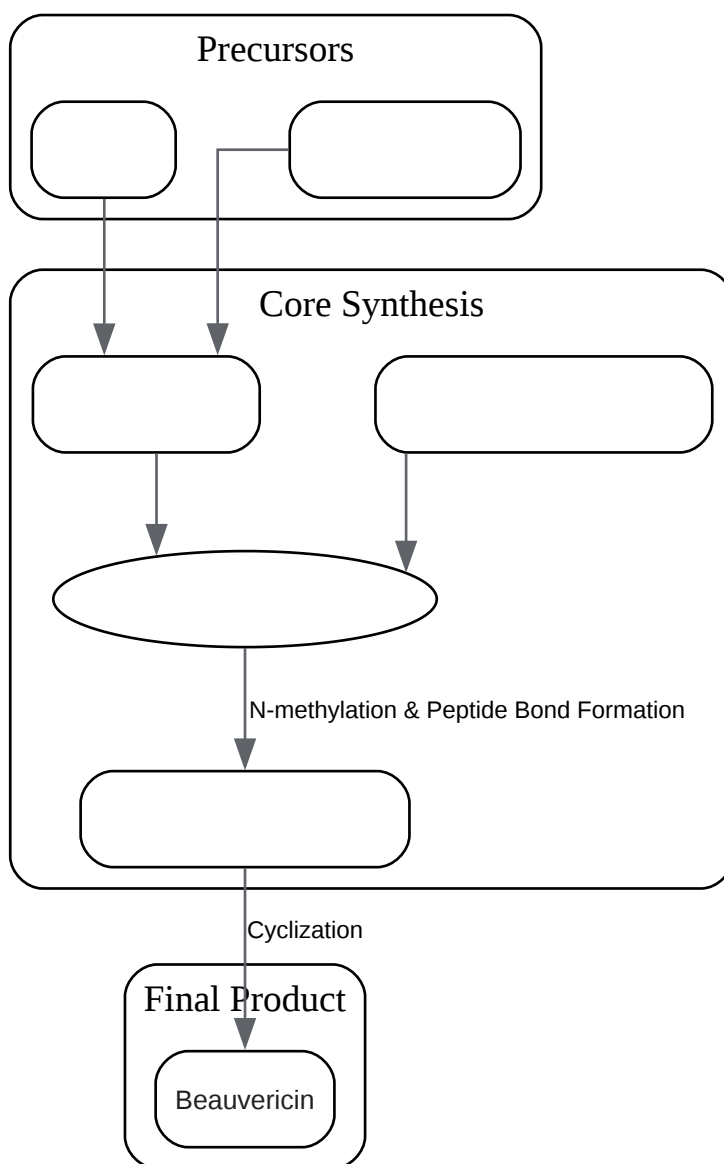 Precursors
Core Synthesis
N-methylation & Peptide Bond Formation
Cyclization
Final Product
Beauvericin